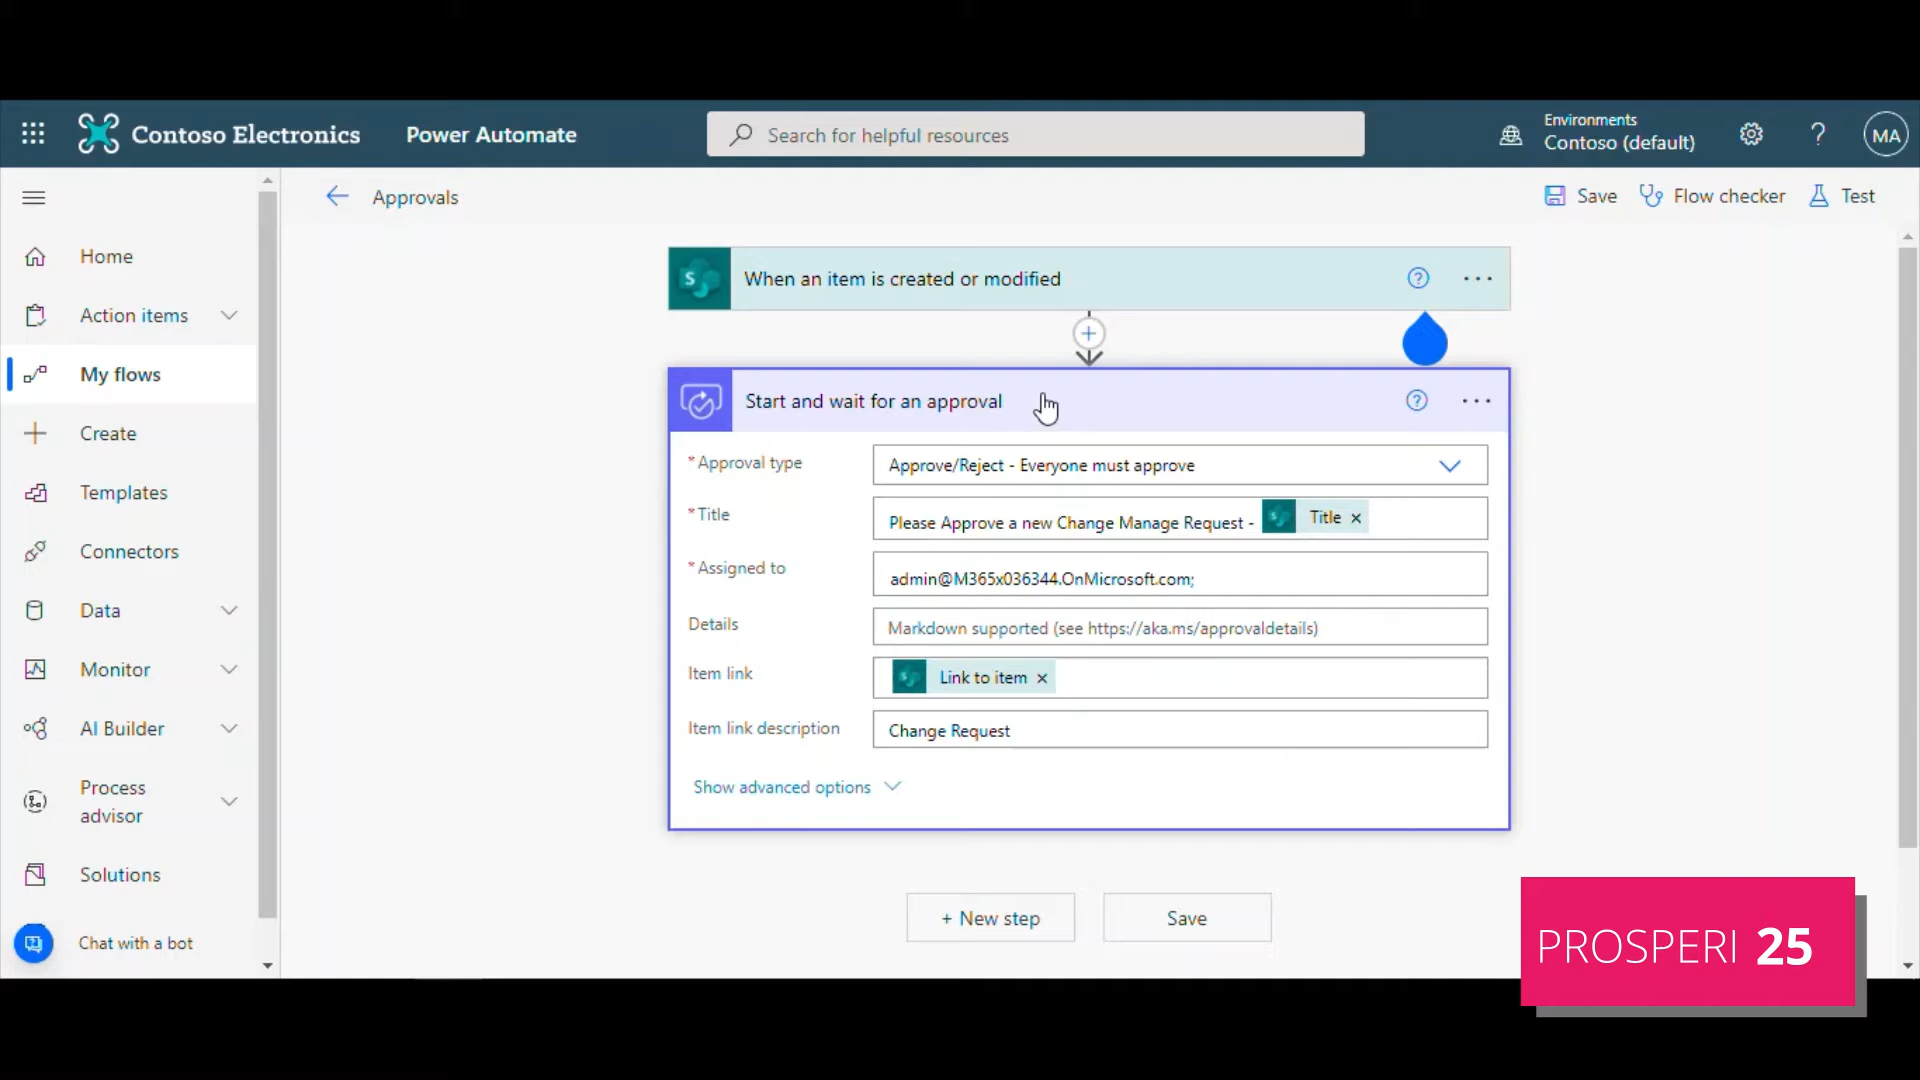 Contoso Electronics
Power Automate
Search for helpful resources
Environments
Contoso (default)
?
MA
Approvals
Save
Flow checker
Test
Home
Action items
My flows
Create
Templates
Connectors
Data
Monitor
AI Builder
Process
advisor
Solutions
Chat with a bot
S
When an item is created or modified
?
Start and wait for an approval
?
* Approval type
Approve/Reject - Everyone must approve
* Title
Please Approve a new Change Manage Request - Title ×
* Assigned to
admin@M365x036344.OnMicrosoft.com;
Details
Markdown supported (see https://aka.ms/approvaldetails)
Item link
Link to item ×
Item link description
Change Request
Show advanced options
+ New step
Save
PROSPERI 25